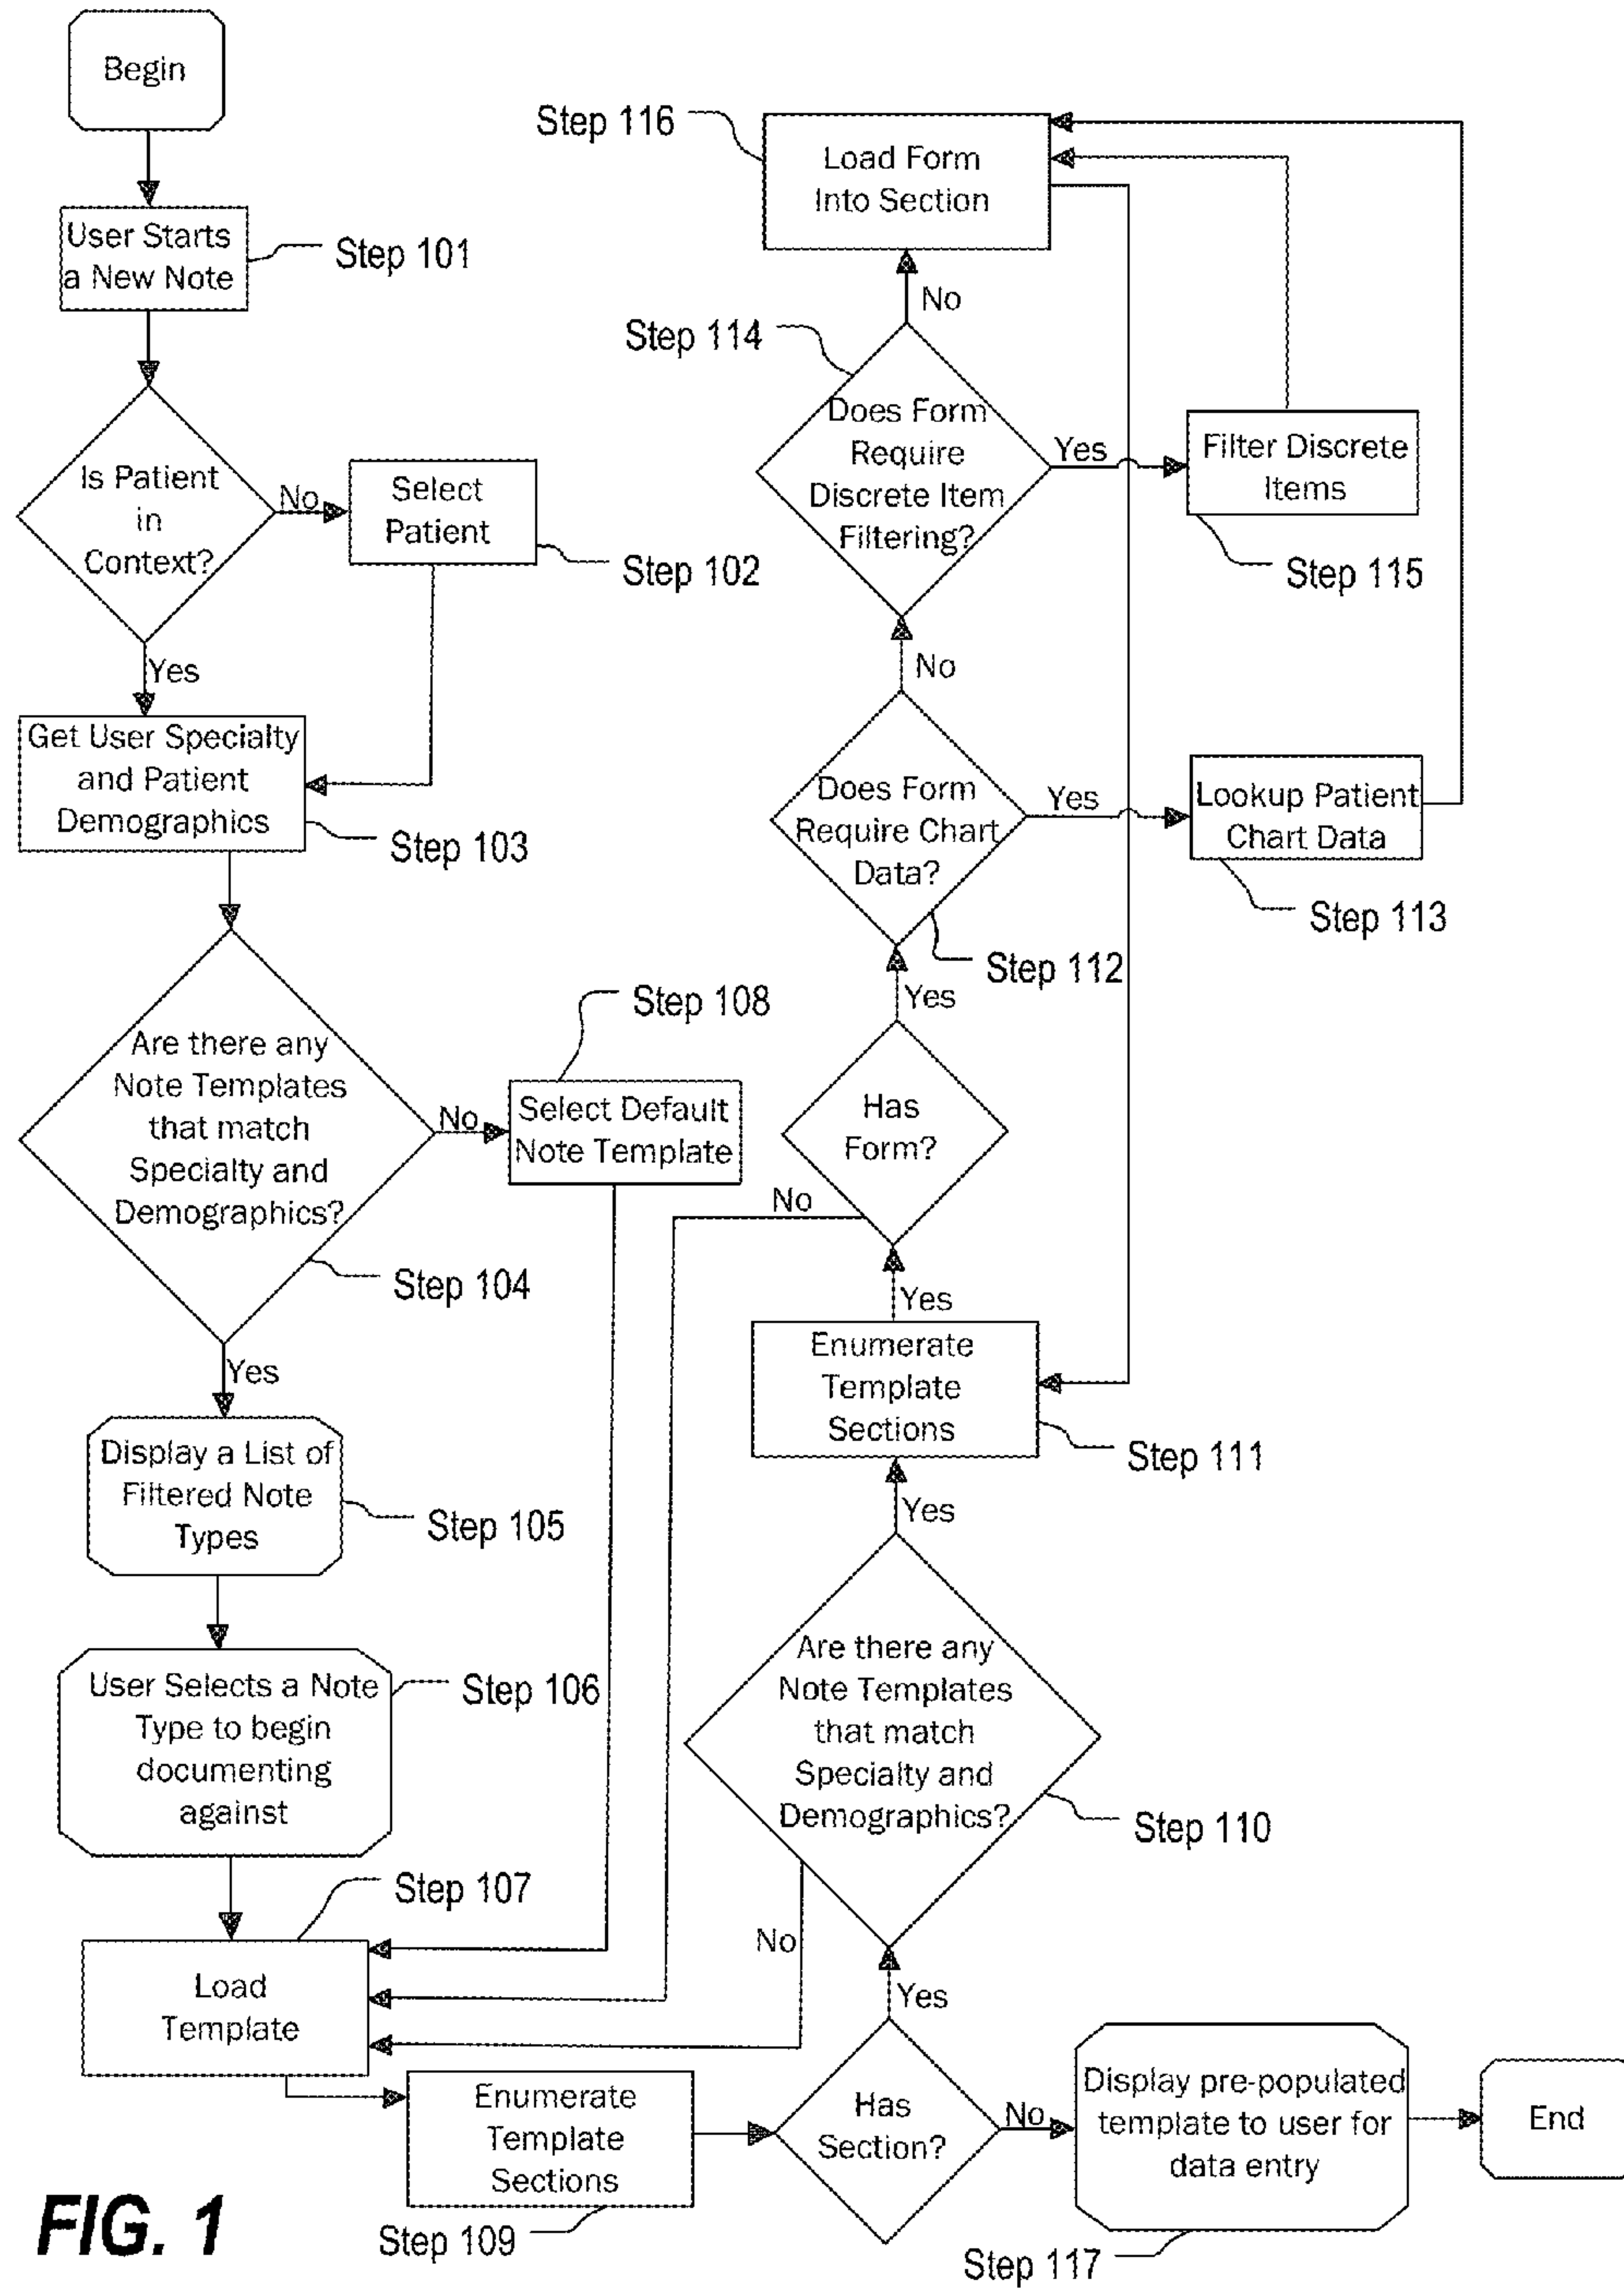 Begin
User Starts
a New Note
Step 101
Is Patient
in
Context?
No
Select
Patient
Step 102
Yes
Get User Specialty
and Patient
Demographics
Step 103
Are there any
Note Templates
that match
Specialty and
Demographics?
Step 104
No
Step 108
Select Default
Note Template
Yes
Display a List of
Filtered Note
Types
Step 105
User Selects a Note
Type to begin
documenting
against
Step 106
Step 107
Load
Template
Enumerate
Template
Sections
Step 109
Has
Section?
No
Display pre-populated
template to user for
data entry
Step 117
End
Yes
Are there any
Note Templates
that match
Specialty and
Demographics?
Step 110
No
Yes
Enumerate
Template
Sections
Step 111
Yes
Has
Form?
No
Yes
Does Form
Require Chart
Data?
Step 112
Yes
Lookup Patient
Chart Data
Step 113
No
Does Form
Require
Discrete Item
Filtering?
Step 114
Yes
Filter Discrete
Items
Step 115
No
Load Form
Into Section
Step 116
FIG. 1